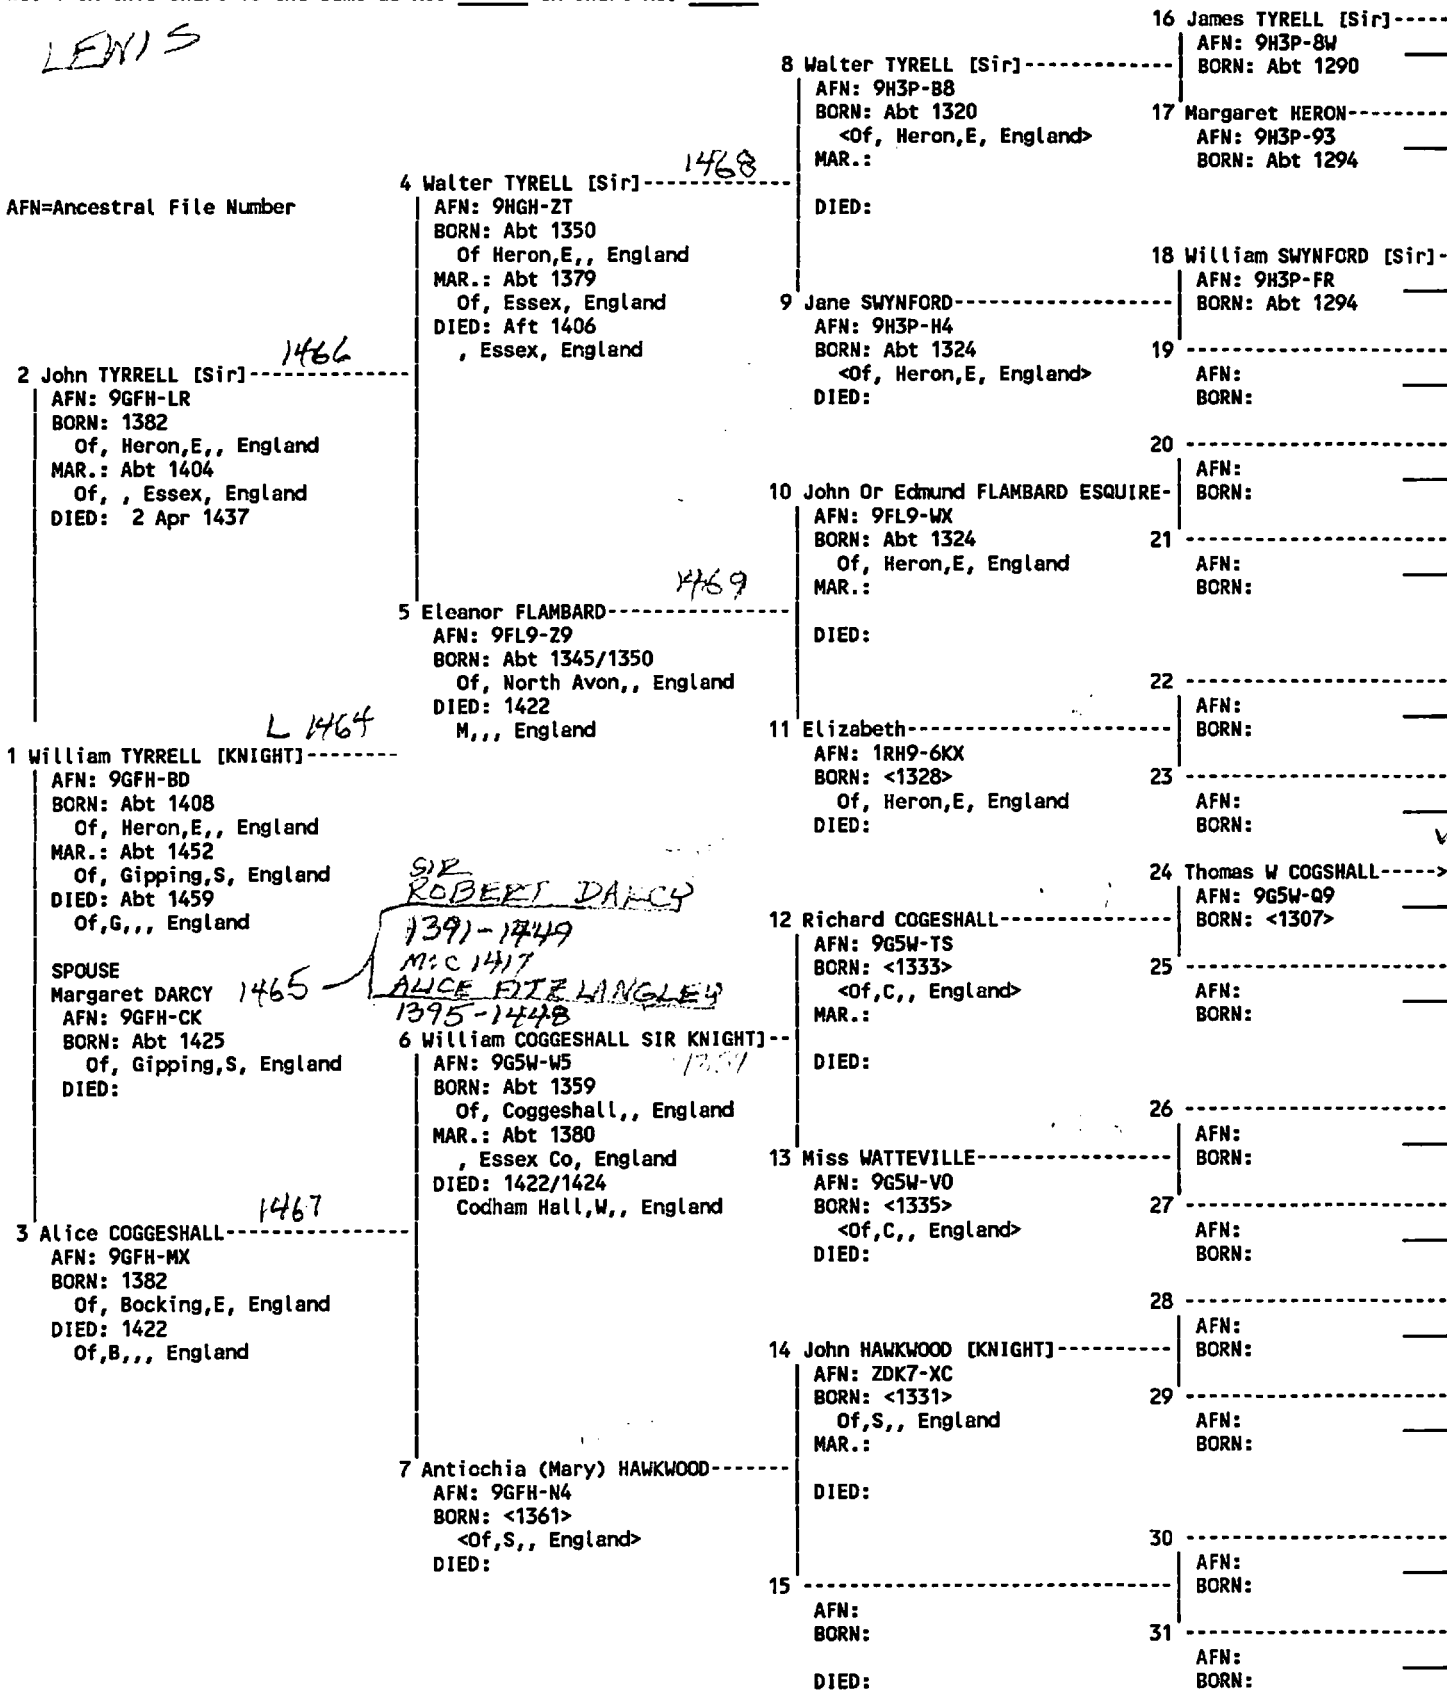 LEWIS
AFN=Ancestral File Number
1 William TYRRELL [KNIGHT]--------
L 1464
AFN: 9GFH-BD
BORN: Abt 1408
Of, Heron,E,, England
MAR.: Abt 1452
Of, Gipping,S, England
DIED: Abt 1459
Of,G,,, England
SPOUSE
Margaret DARCY 1465
AFN: 9GFH-CK
BORN: Abt 1425
Of, Gipping,S, England
DIED:
SIR
ROBERT DARCY
1391-1449
M:C 1417
ALICE FITZ LANGLEY
1395-1448
2 John TYRRELL [Sir]-------------
1466
AFN: 9GFH-LR
BORN: 1382
Of, Heron,E,, England
MAR.: Abt 1404
Of, , Essex, England
DIED: 2 Apr 1437
3 Alice COGGESHALL----------------
1467
AFN: 9GFH-MX
BORN: 1382
Of, Bocking,E, England
DIED: 1422
Of,B,,, England
4 Walter TYRELL [Sir]-------------
1468
AFN: 9HGH-ZT
BORN: Abt 1350
Of Heron,E,, England
MAR.: Abt 1379
Of, Essex, England
DIED: Aft 1406
, Essex, England
5 Eleanor FLAMBARD----------------
1469
AFN: 9FL9-Z9
BORN: Abt 1345/1350
Of, North Avon,, England
DIED: 1422
M,,, England
6 William COGGESHALL SIR KNIGHT]--
AFN: 9G5W-W5
BORN: Abt 1359
Of, Coggeshall,, England
MAR.: Abt 1380
, Essex Co, England
DIED: 1422/1424
Codham Hall,W,, England
7 Antiochia (Mary) HAWKWOOD-------
AFN: 9GFH-N4
BORN: <1361>
<Of,S,, England>
DIED:
8 Walter TYRELL [Sir]-------------
AFN: 9H3P-B8
BORN: Abt 1320
<Of, Heron,E, England>
MAR.:
DIED:
9 Jane SWYNFORD------------------
AFN: 9H3P-H4
BORN: Abt 1324
<Of, Heron,E, England>
DIED:
10 John Or Edmund FLAMBARD ESQUIRE-
AFN: 9FL9-WX
BORN: Abt 1324
Of, Heron,E, England
MAR.:
DIED:
11 Elizabeth-----------------------
AFN: 1RH9-6KX
BORN: <1328>
Of, Heron,E, England
DIED:
12 Richard COGESHALL---------------
AFN: 9G5W-TS
BORN: <1333>
<Of,C,, England>
MAR.:
DIED:
13 Miss WATTEVILLE-----------------
AFN: 9G5W-V0
BORN: <1335>
<Of,C,, England>
DIED:
14 John HAWKWOOD [KNIGHT]----------
AFN: ZDK7-XC
BORN: <1331>
Of,S,, England
MAR.:
DIED:
15 --------------------------------
AFN:
BORN:
DIED:
16 James TYRELL [Sir]-----
AFN: 9H3P-8W
BORN: Abt 1290
17 Margaret HERON---------
AFN: 9H3P-93
BORN: Abt 1294
18 William SWYNFORD [Sir]-
AFN: 9H3P-FR
BORN: Abt 1294
19 -----------------------
AFN:
BORN:
20 -----------------------
AFN:
BORN:
21 -----------------------
AFN:
BORN:
22 -----------------------
AFN:
BORN:
23 -----------------------
AFN:
BORN:
24 Thomas W COGSHALL----->
AFN: 9G5W-Q9
BORN: <1307>
25 -----------------------
AFN:
BORN:
26 -----------------------
AFN:
BORN:
27 -----------------------
AFN:
BORN:
28 -----------------------
AFN:
BORN:
29 -----------------------
AFN:
BORN:
30 -----------------------
AFN:
BORN:
31 -----------------------
AFN:
BORN: